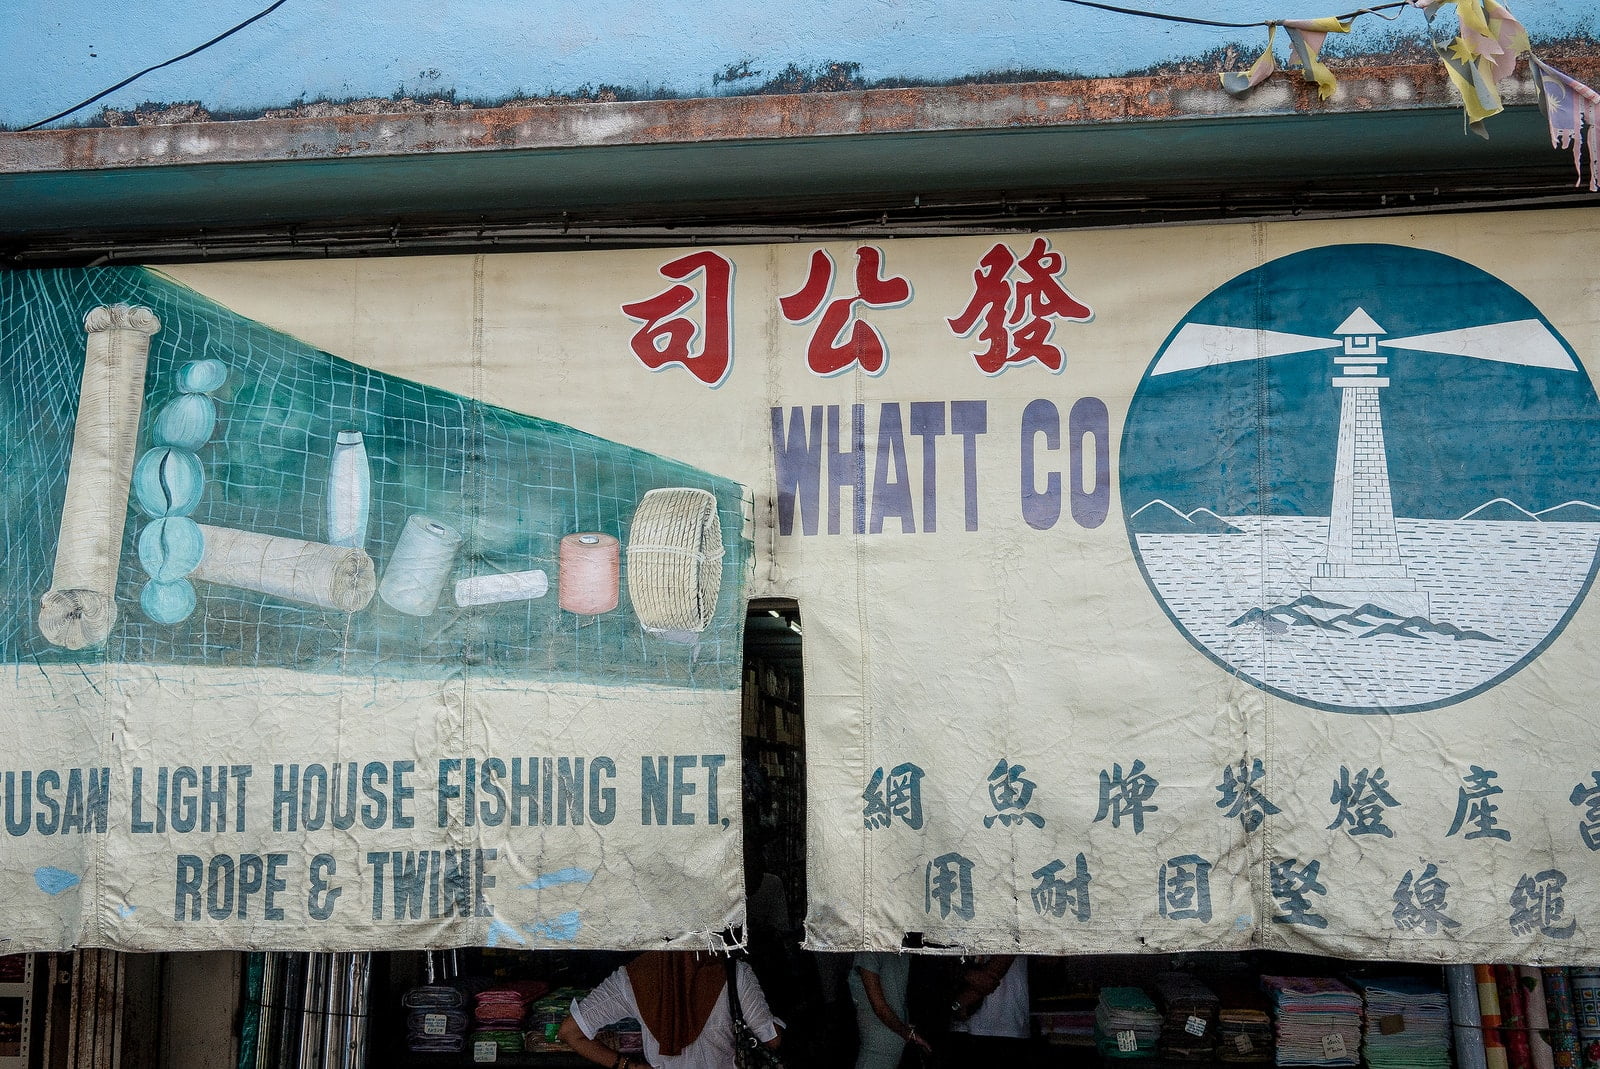 發公司
WHATT CO
FUSAN LIGHT HOUSE FISHING NET,
ROPE & TWINE
產燈塔牌魚網
繩線堅固耐用